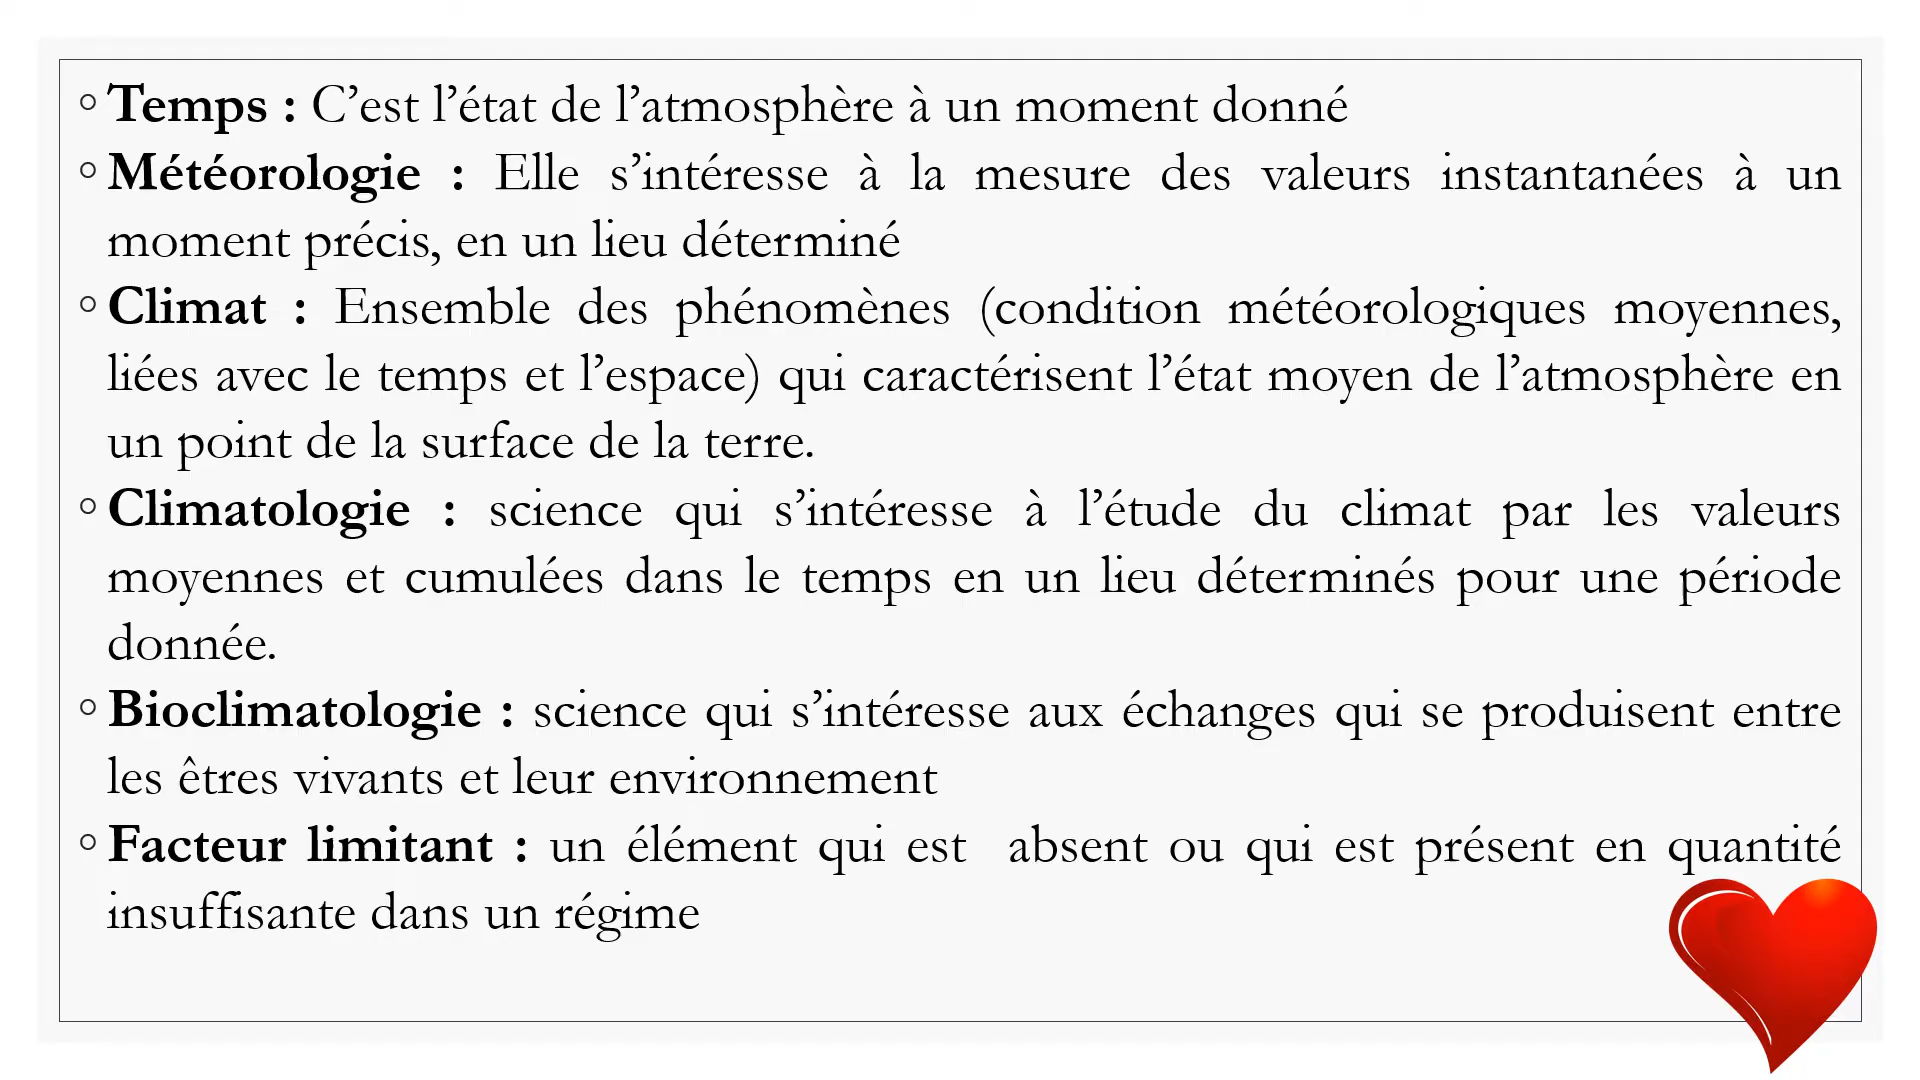 ◦ Temps : C’est l’état de l’atmosphère à un moment donné
◦ Météorologie : Elle s’intéresse à la mesure des valeurs instantanées à un
moment précis, en un lieu déterminé
◦ Climat : Ensemble des phénomènes (condition météorologiques moyennes,
liées avec le temps et l’espace) qui caractérisent l’état moyen de l’atmosphère en
un point de la surface de la terre.
◦ Climatologie : science qui s’intéresse à l’étude du climat par les valeurs
moyennes et cumulées dans le temps en un lieu déterminés pour une période
donnée.
◦ Bioclimatologie : science qui s’intéresse aux échanges qui se produisent entre
les êtres vivants et leur environnement
◦ Facteur limitant : un élément qui est  absent ou qui est présent en quantité
insuffisante dans un régime